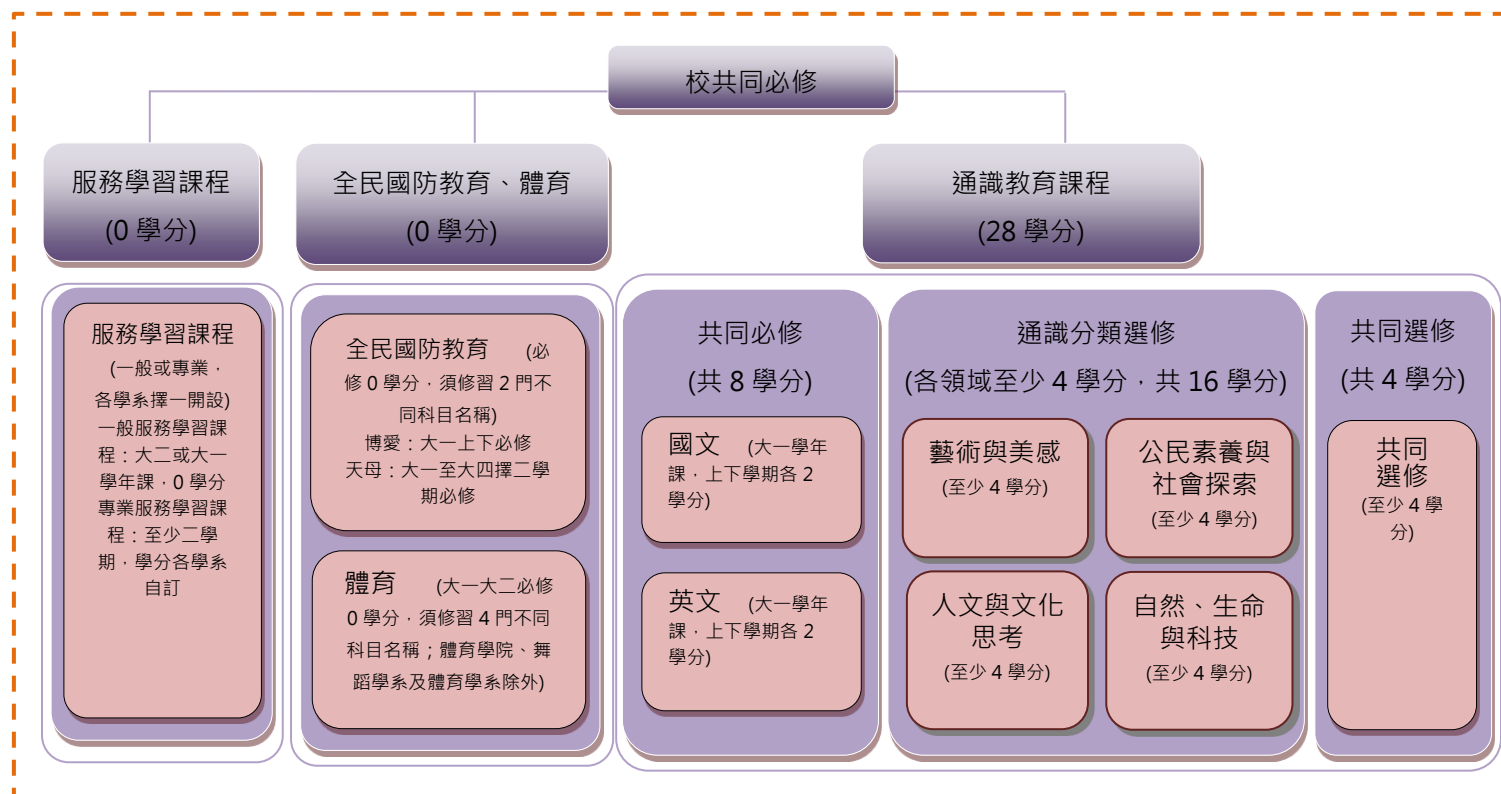 校共同必修
服務學習課程
(0 學分)
全民國防教育、體育
(0 學分)
通識教育課程
(28 學分)
服務學習課程
(一般或專業，
各學系擇一開設)
一般服務學習課
程：大二或大一
學年課，0 學分
專業服務學習課
程：至少二學
期，學分各學系
自訂
全民國防教育 (必
修 0 學分，須修習 2 門不
同科目名稱)
博愛：大一上下必修
天母：大一至大四擇二學
期必修
體育 (大一大二必修
0 學分，須修習 4 門不同
科目名稱；體育學院、舞
蹈學系及體育學系除外)
共同必修
(共 8 學分)
國文 (大一學年
課，上下學期各 2
學分)
英文 (大一學年
課，上下學期各 2
學分)
通識分類選修
(各領域至少 4 學分，共 16 學分)
藝術與美感
(至少 4 學分)
公民素養與
社會探索
(至少 4 學分)
人文與文化
思考
(至少 4 學分)
自然、生命
與科技
(至少 4 學分)
共同選修
(共 4 學分)
共同
選修
(至少 4 學
分)